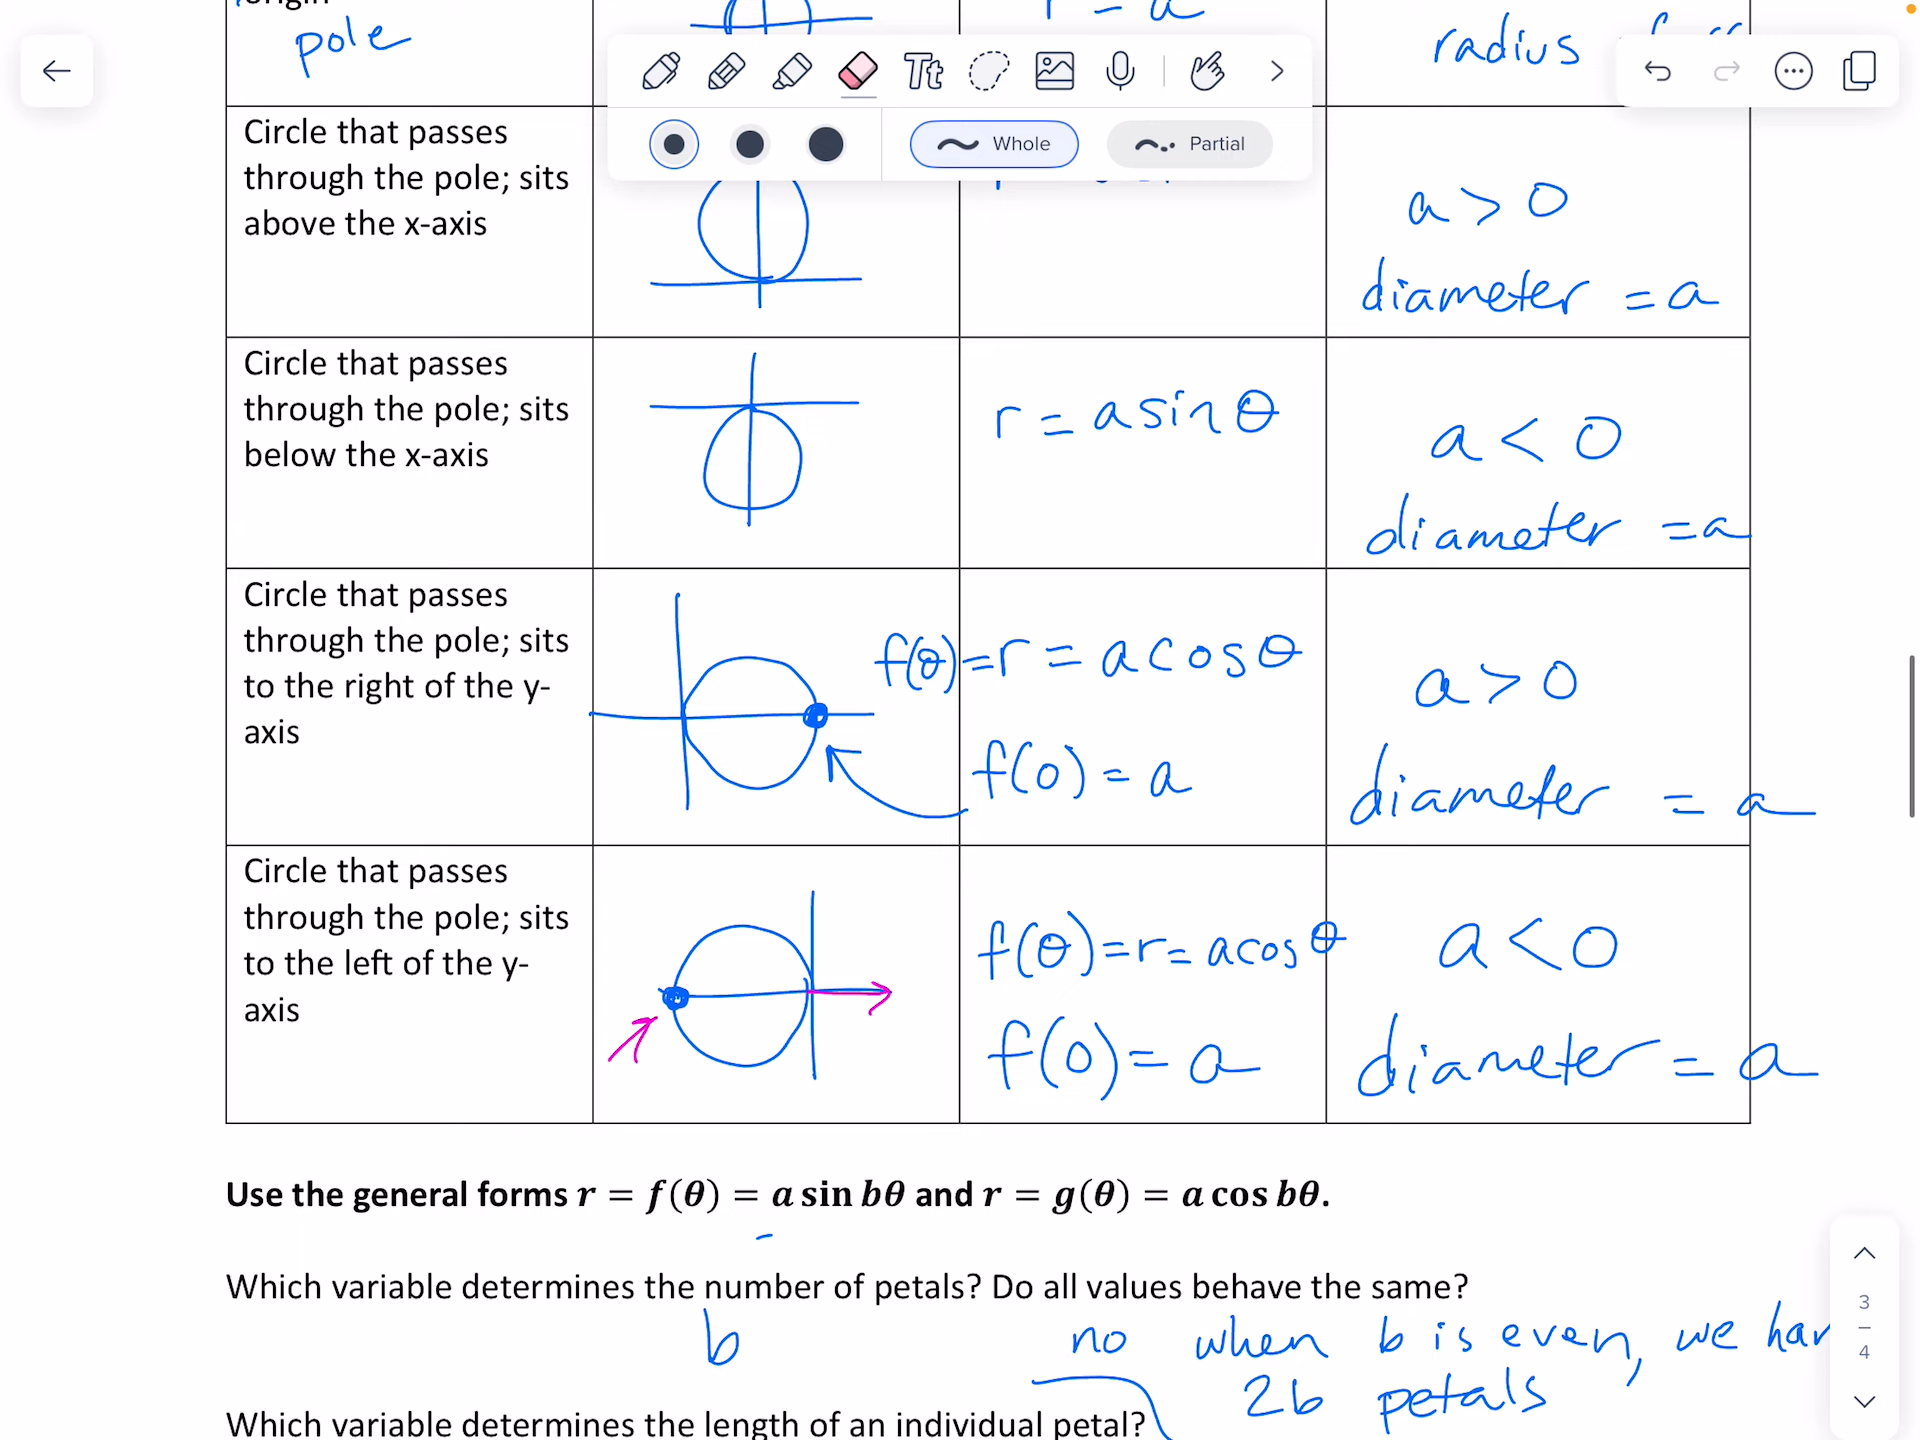 pole
r = a
radius
Tt
Whole
Partial
Circle that passes
through the pole; sits
above the x-axis
a > 0
diameter = a
Circle that passes
through the pole; sits
below the x-axis
r = a sin θ
a < 0
diameter = a
Circle that passes
through the pole; sits
to the right of the y-
axis
f(θ) = r = a cos θ
f(0) = a
a > 0
diameter = a
Circle that passes
through the pole; sits
to the left of the y-
axis
f(θ) = r = a cos θ
f(0) = a
a < 0
diameter = a
Use the general forms r = f(θ) = a sin bθ and r = g(θ) = a cos bθ.
Which variable determines the number of petals? Do all values behave the same?
b
no when b is even, we hav
2b petals
Which variable determines the length of an individual petal?
3
4